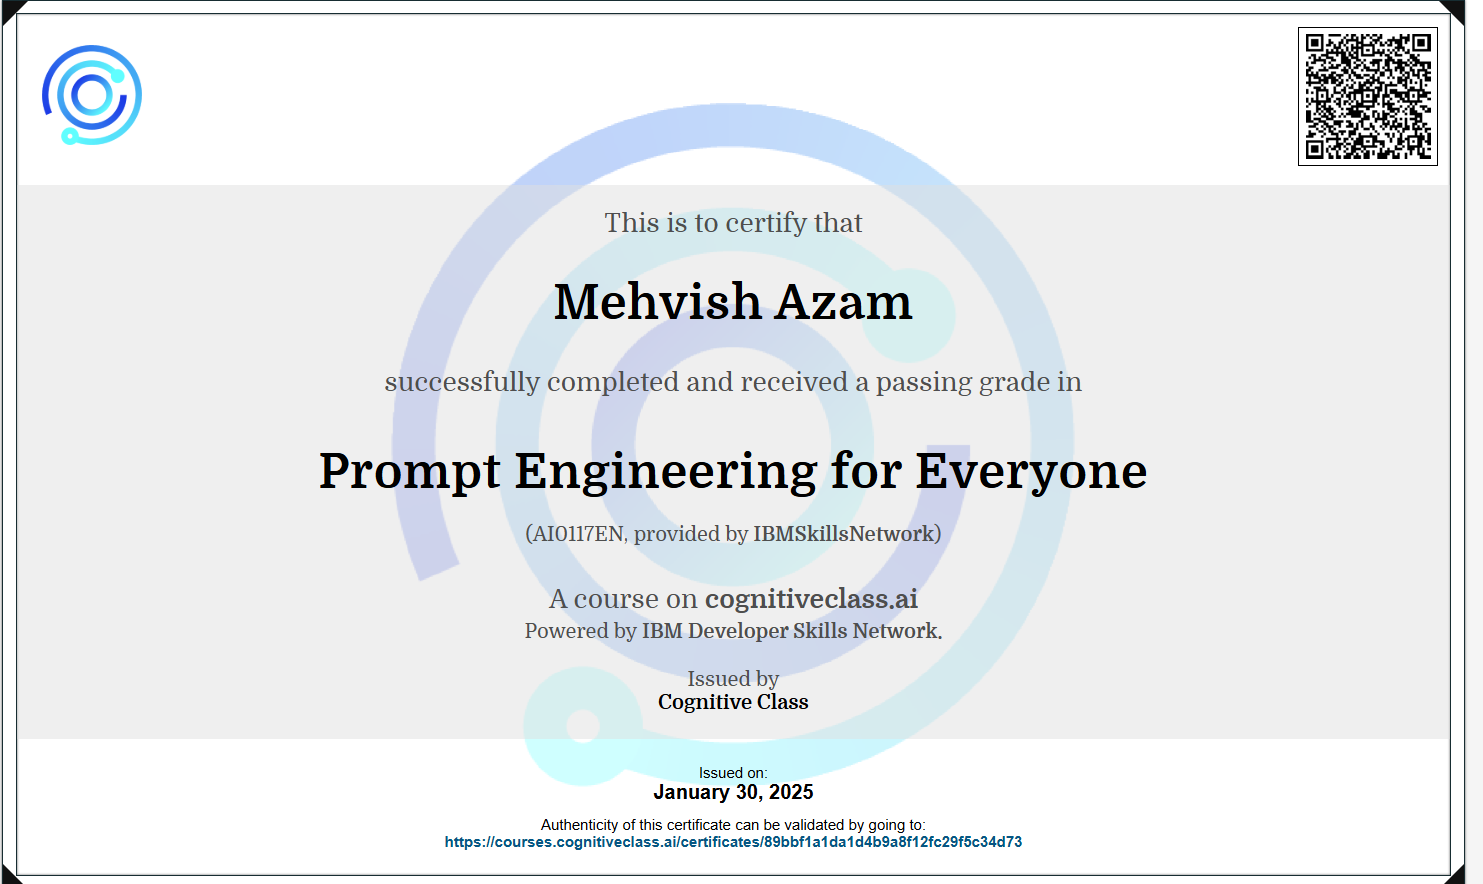 This is to certify that
Mehvish Azam
successfully completed and received a passing grade in
Prompt Engineering for Everyone
(AI0117EN, provided by IBMSkillsNetwork)
A course on cognitiveclass.ai
Powered by IBM Developer Skills Network.
Issued by
Cognitive Class
Issued on:
January 30, 2025
Authenticity of this certificate can be validated by going to:
https://courses.cognitiveclass.ai/certificates/89bbf1a1da1d4b9a8f12fc29f5c34d73